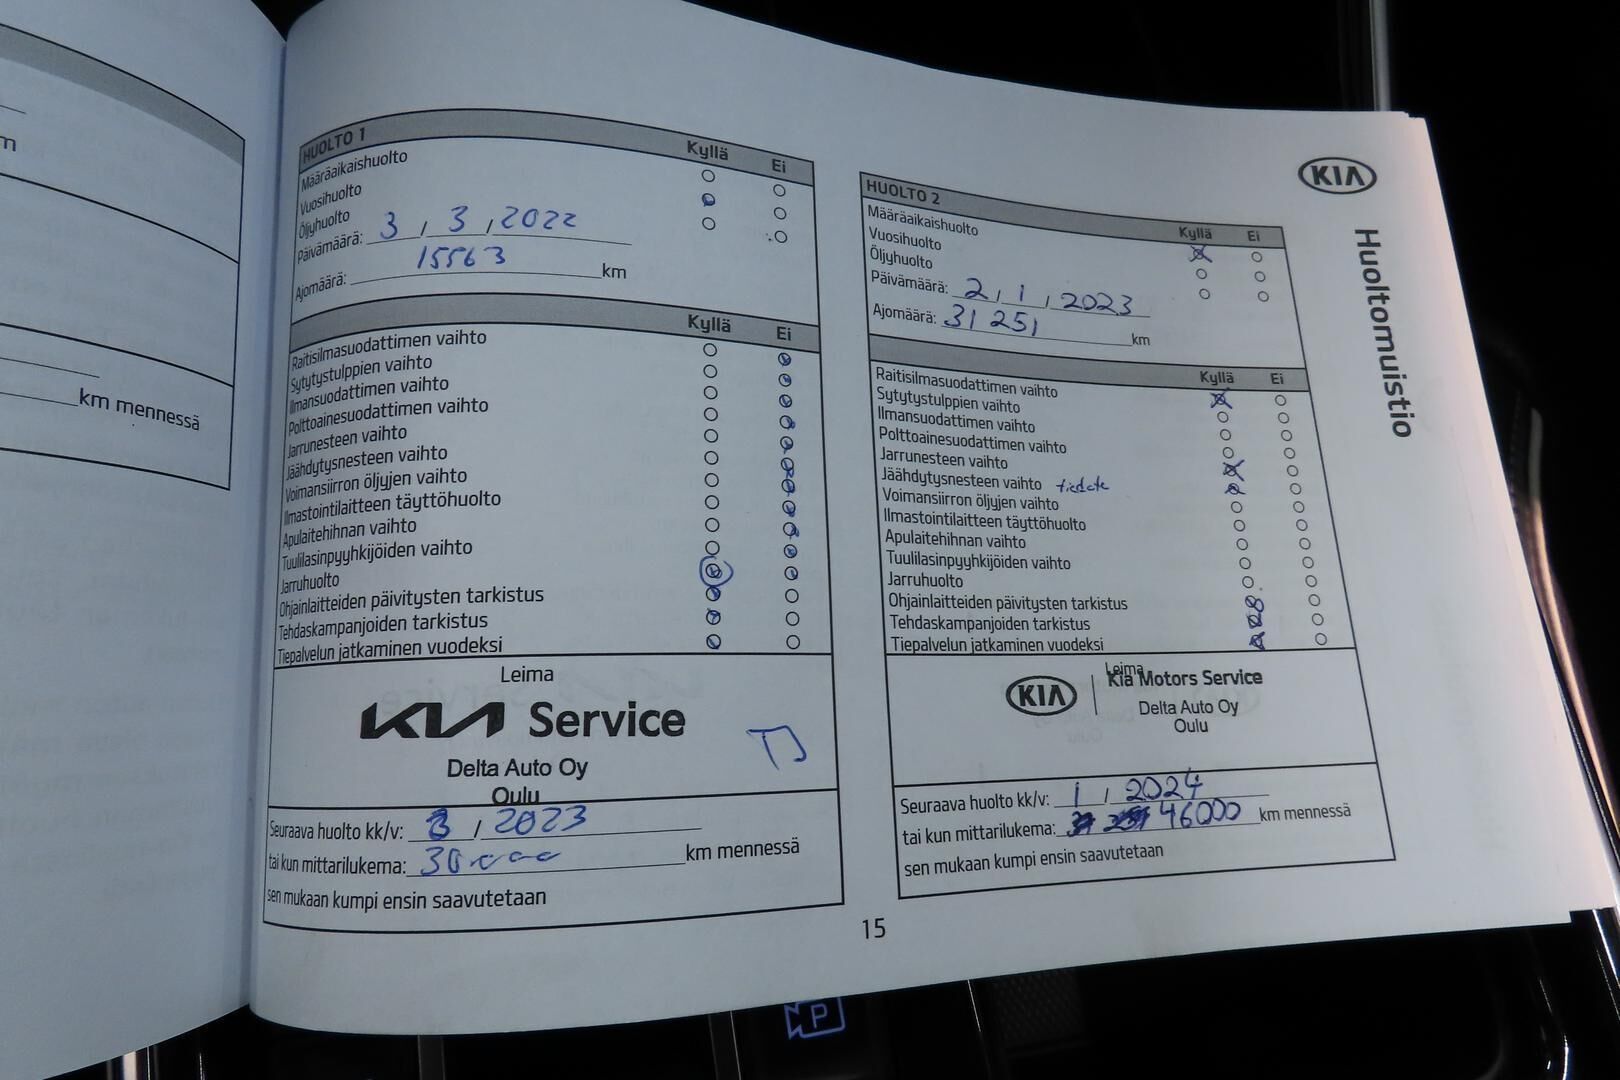 m
km mennessä
HUOLTO 1
Kyllä Ei
Määräaikaishuolto
Vuosihuolto
Öljyhuolto
Päivämäärä: 3 / 3 / 2022
Ajomäärä: 15563 km
Kyllä Ei
Raitisilmasuodattimen vaihto
Sytytystulppien vaihto
Ilmansuodattimen vaihto
Polttoainesuodattimen vaihto
Jarrunesteen vaihto
Jäähdytysnesteen vaihto
Voimansiirron öljyjen vaihto
Ilmastointilaitteen täyttöhuolto
Apulaitehihnan vaihto
Tuulilasinpyyhkijöiden vaihto
Jarruhuolto
Ohjainlaitteiden päivitysten tarkistus
Tehdaskampanjoiden tarkistus
Tiepalvelun jatkaminen vuodeksi
Leima
KIA Service
Delta Auto Oy
Oulu
TJ
Seuraava huolto kk/v: 3 / 2023
tai kun mittarilukema: 30000 km mennessä
sen mukaan kumpi ensin saavutetaan
HUOLTO 2
Kyllä Ei
Määräaikaishuolto
Vuosihuolto
Öljyhuolto
Päivämäärä: 2 / 1 / 2023
Ajomäärä: 31 251 km
Kyllä Ei
Raitisilmasuodattimen vaihto
Sytytystulppien vaihto
Ilmansuodattimen vaihto
Polttoainesuodattimen vaihto
Jarrunesteen vaihto
Jäähdytysnesteen vaihto
Voimansiirron öljyjen vaihto
Ilmastointilaitteen täyttöhuolto
Apulaitehihnan vaihto
Tuulilasinpyyhkijöiden vaihto
Jarruhuolto
Ohjainlaitteiden päivitysten tarkistus
Tehdaskampanjoiden tarkistus
Tiepalvelun jatkaminen vuodeksi
Leima
KIA Kia Motors Service
Delta Auto Oy
Oulu
Seuraava huolto kk/v: 1 / 2024
tai kun mittarilukema: 46000 km mennessä
sen mukaan kumpi ensin saavutetaan
KIA
Huoltomuistio
15
P